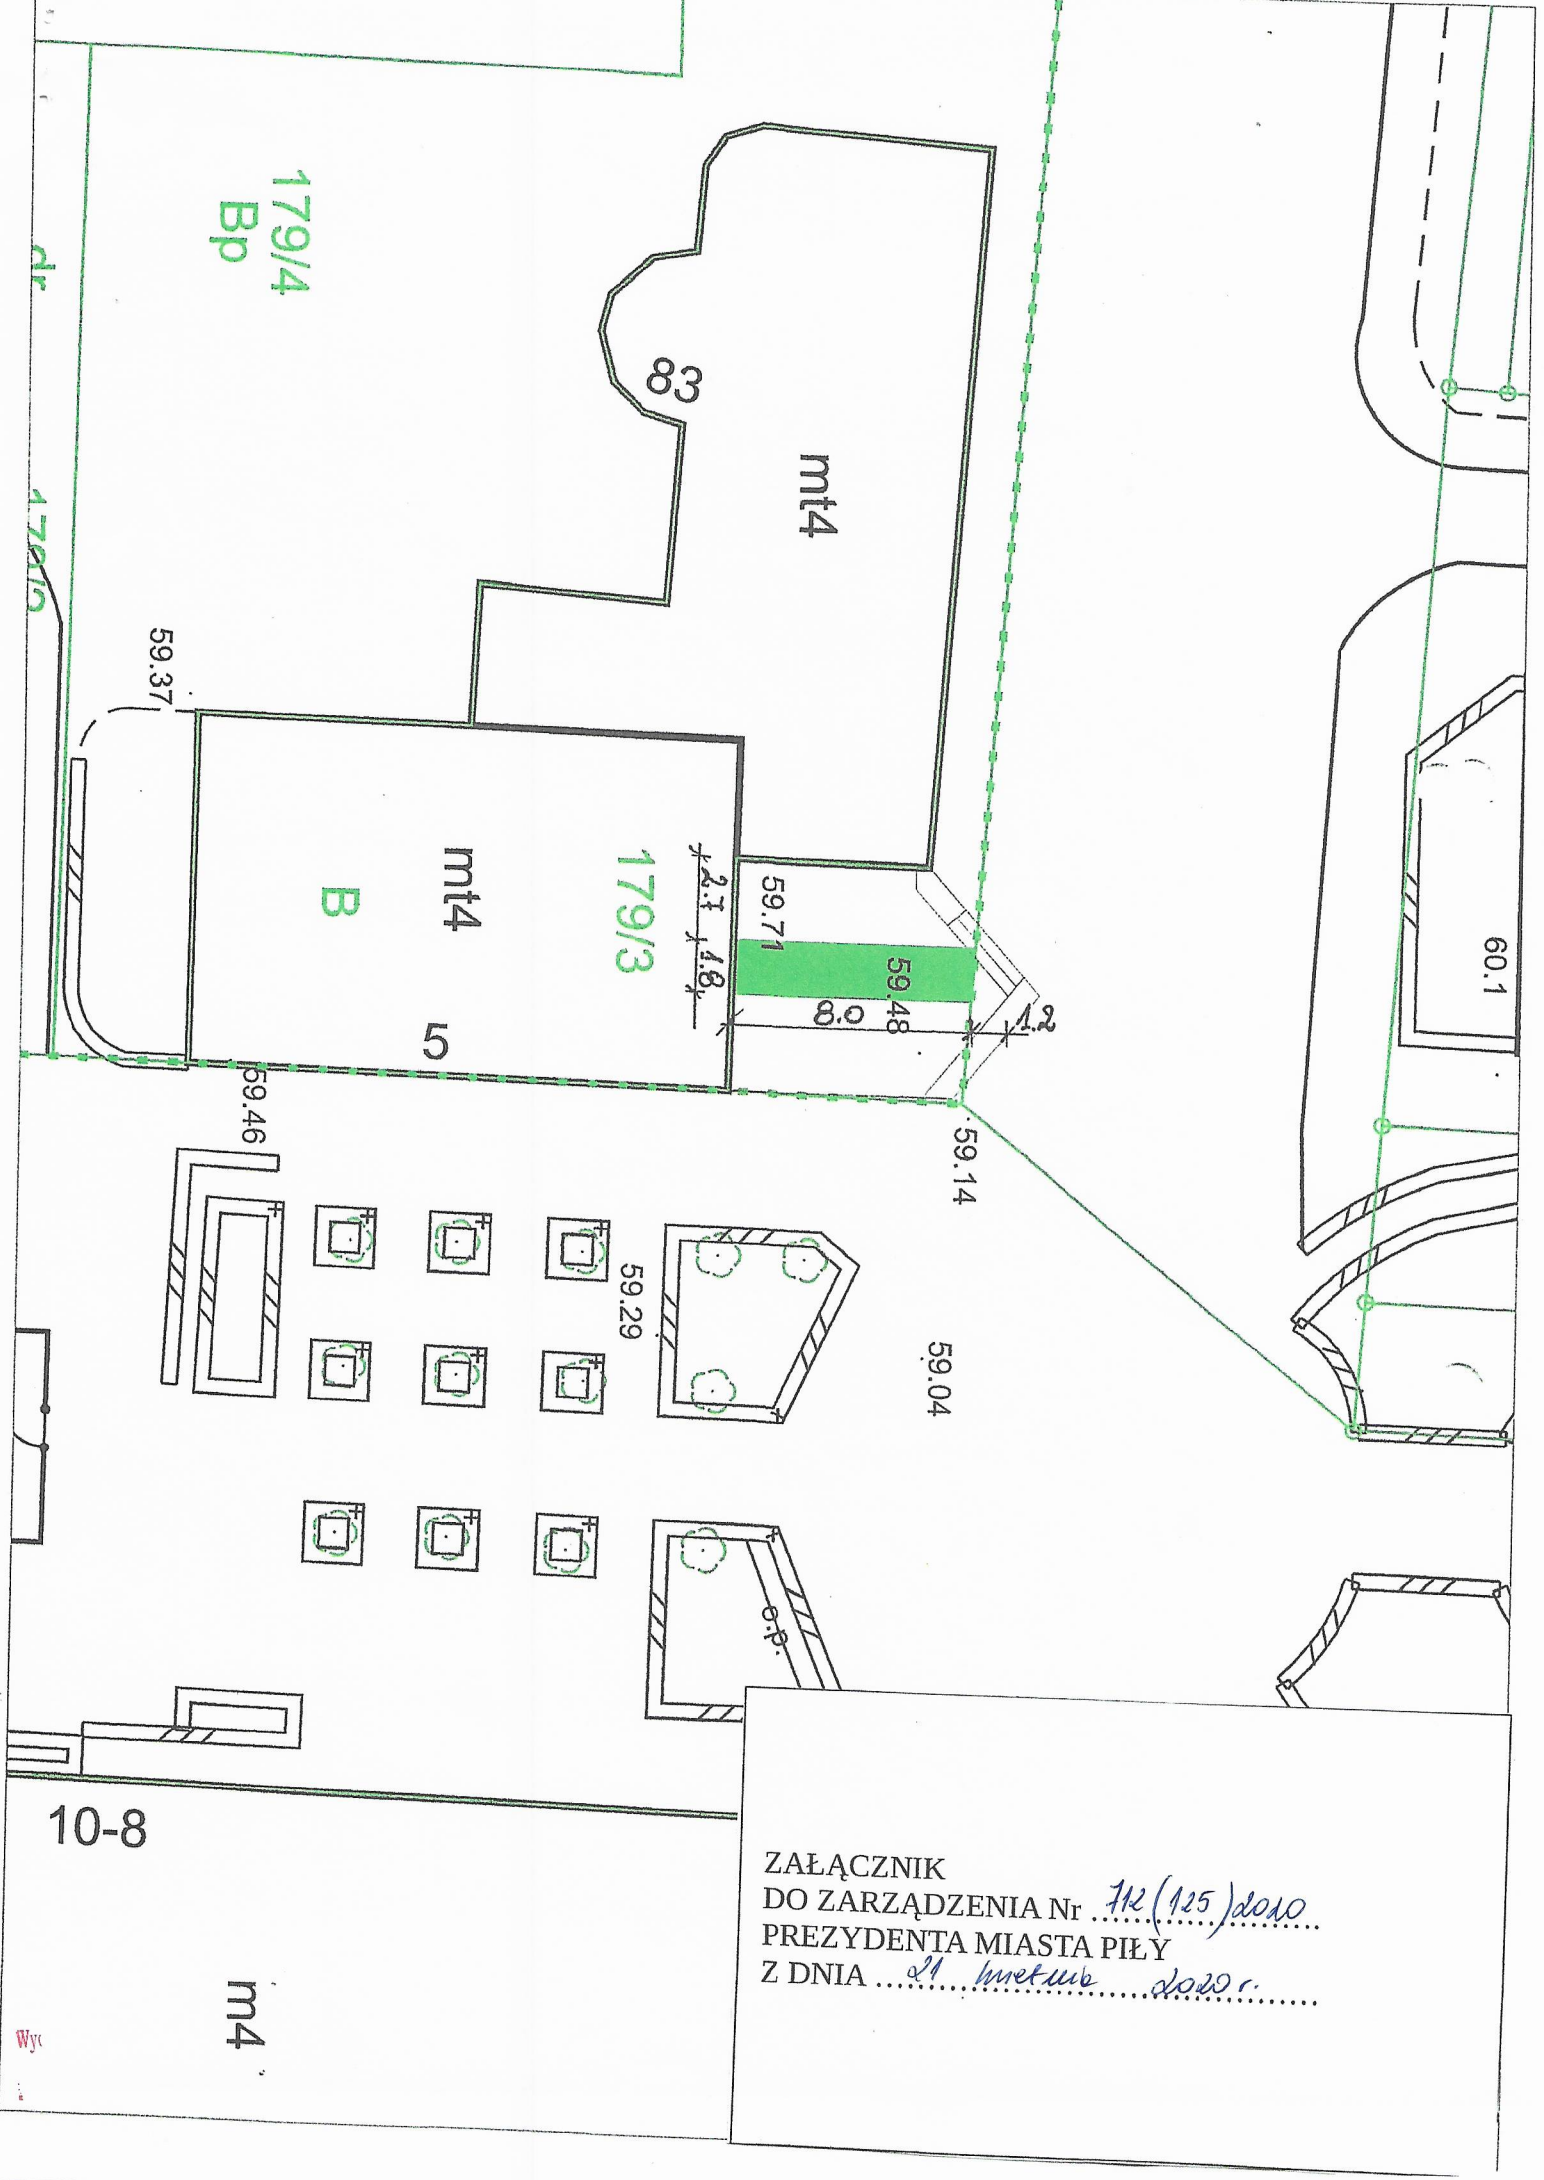 179/4
Bp
dr
83
mt4
59.37
mt4
B
179/3
5
2.7
1.8
59.71
59.48
8.0
1.2
60.1
59.46
59.14
59.29
59.04
o.p.
10-8
m4
ZAŁĄCZNIK
DO ZARZĄDZENIA Nr 712(125)2020
PREZYDENTA MIASTA PIŁY
Z DNIA 21 kwietnia 2020 r.